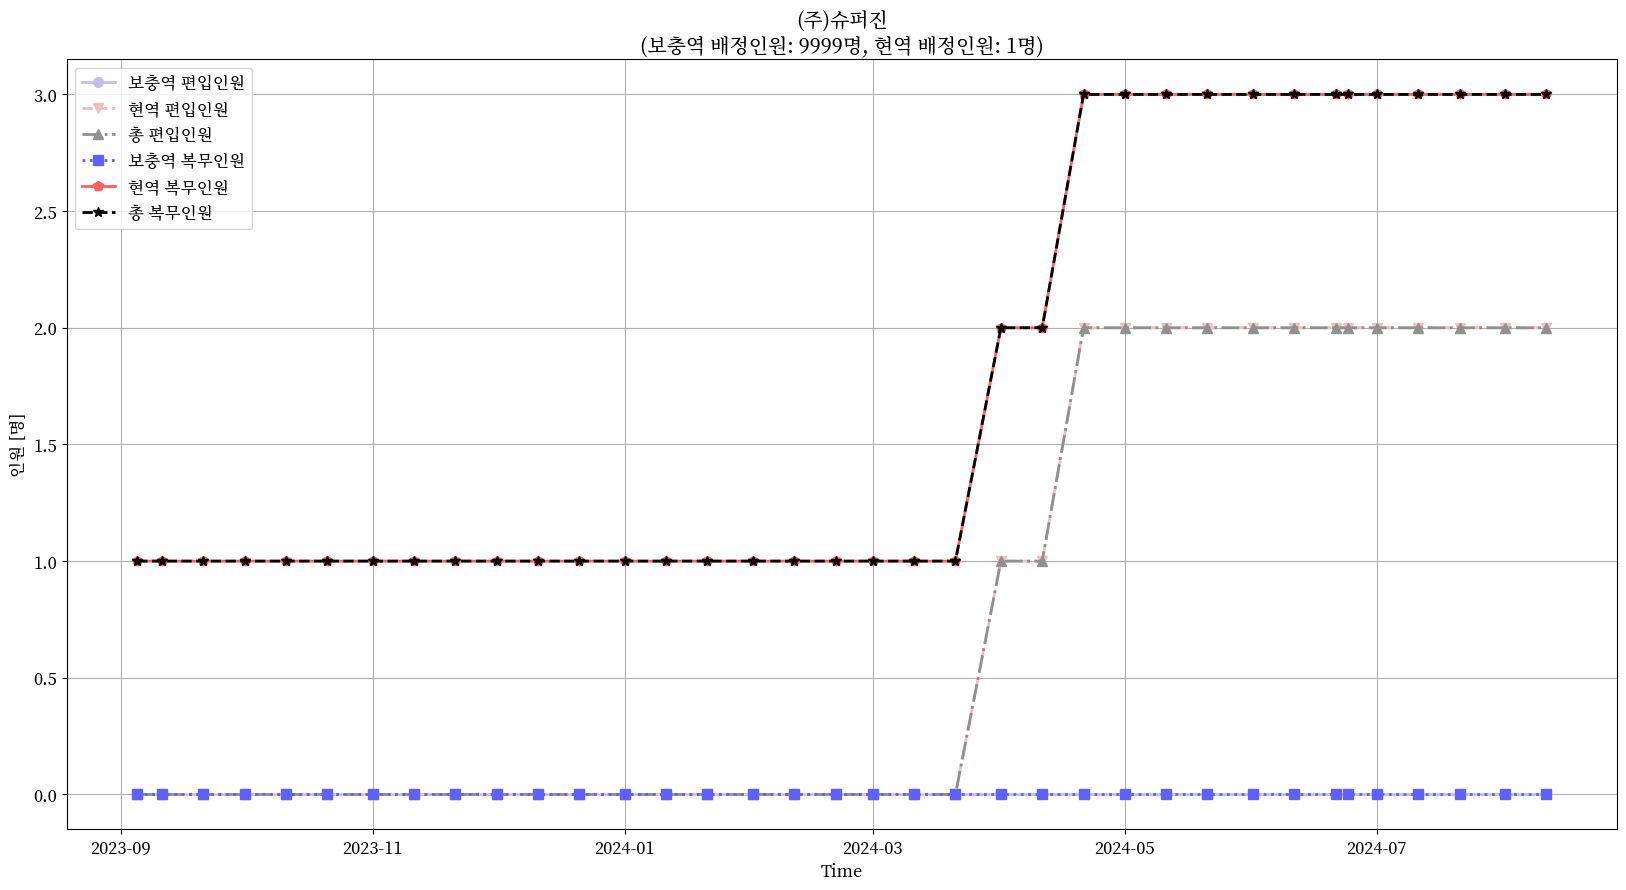 (주)슈퍼진
(보충역 배정인원: 9999명, 현역 배정인원: 1명)
보충역 편입인원
현역 편입인원
총 편입인원
보충역 복무인원
현역 복무인원
총 복무인원
인원 [명]
3.0
2.5
2.0
1.5
1.0
0.5
0.0
2023-09
2023-11
2024-01
2024-03
2024-05
2024-07
Time